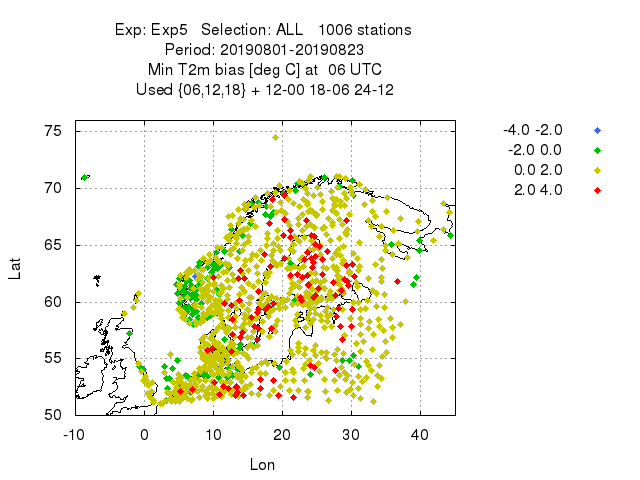 Exp: Exp5 Selection: ALL 1006 stations
Period: 20190801-20190823
Min T2m bias [deg C] at 06 UTC
Used {06,12,18} + 12-00 18-06 24-12
-4.0 -2.0
-2.0 0.0
0.0 2.0
2.0 4.0
75
70
65
60
55
50
Lat
-10 0 10 20 30 40
Lon